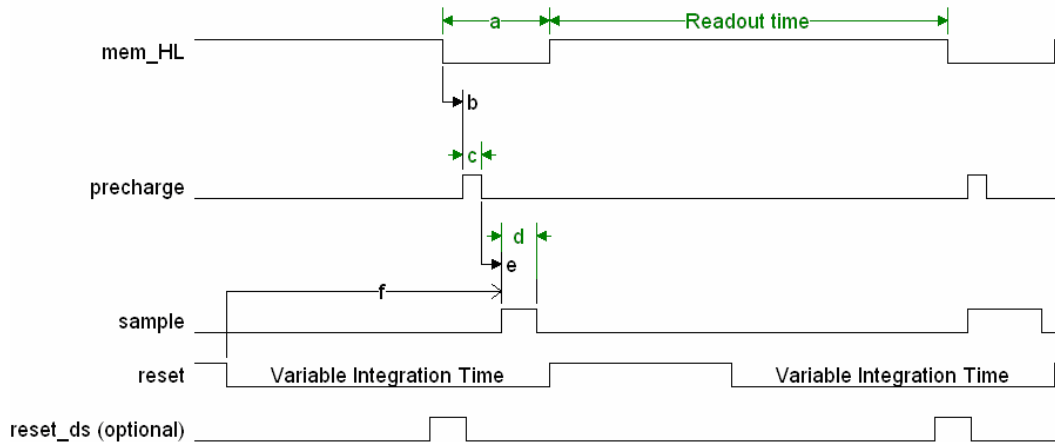 a
Readout time
mem_HL
b
c
precharge
d
e
f
sample
reset
Variable Integration Time
Variable Integration Time
reset_ds (optional)